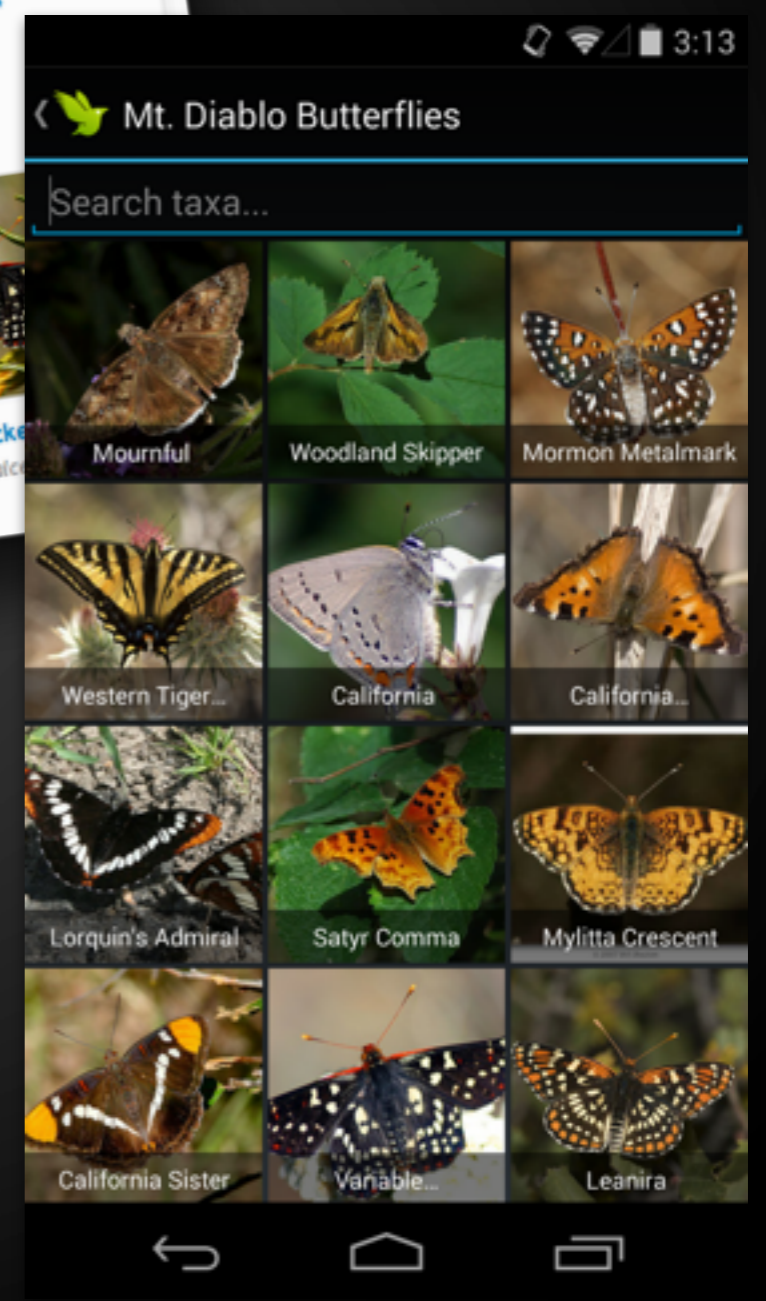 3:13
Mt. Diablo Butterflies
Search taxa...
Mournful
Woodland Skipper
Mormon Metalmark
Western Tiger...
California
California...
Lorquin's Admiral
Satyr Comma
Mylitta Crescent
California Sister
Variable...
Leanira